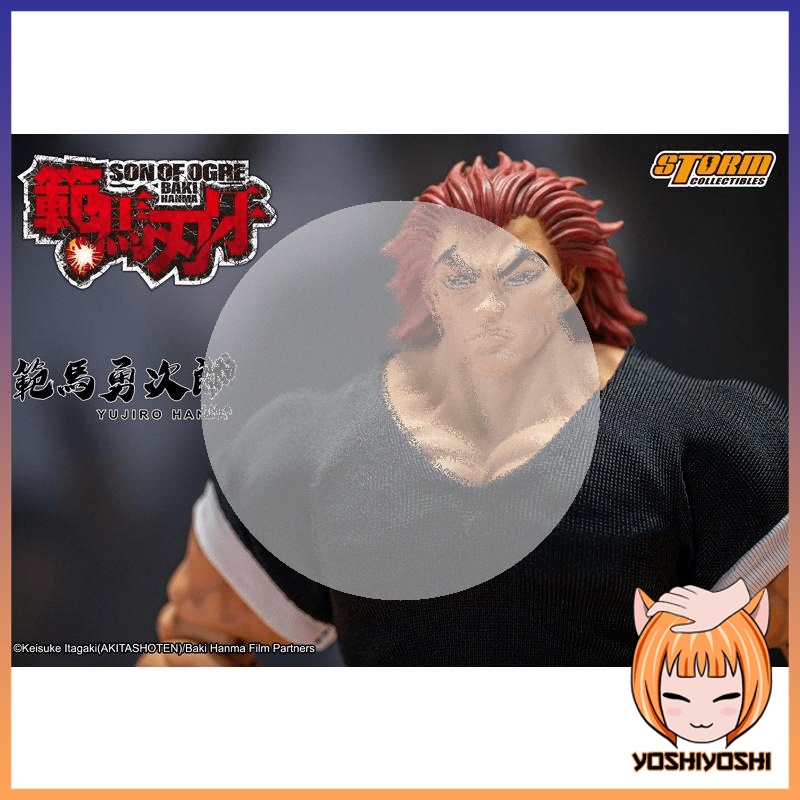 SON OF OGRE
BAKI
HANMA
範馬刃牙
STORM
COLLECTIBLES
範馬勇次郎
YUJIRO HANMA
©Keisuke Itagaki(AKITASHOTEN)/Baki Hanma Film Partners
YOSHIYOSHI